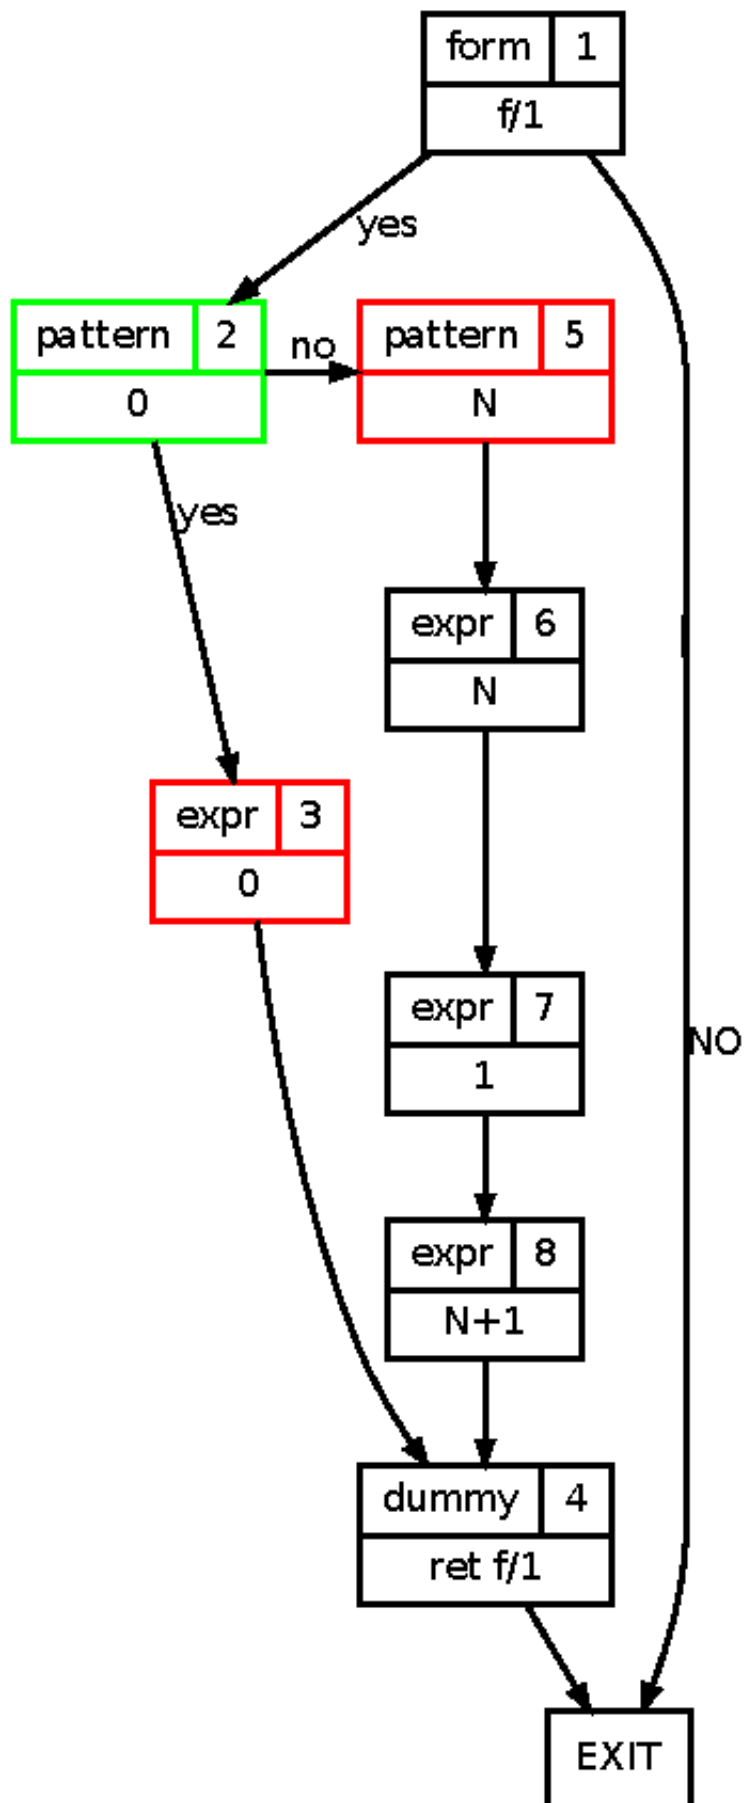 form 1
f/1
yes
pattern 2
0
no
pattern 5
N
yes
expr 6
N
expr 3
0
expr 7
1
NO
expr 8
N+1
dummy 4
ret f/1
EXIT